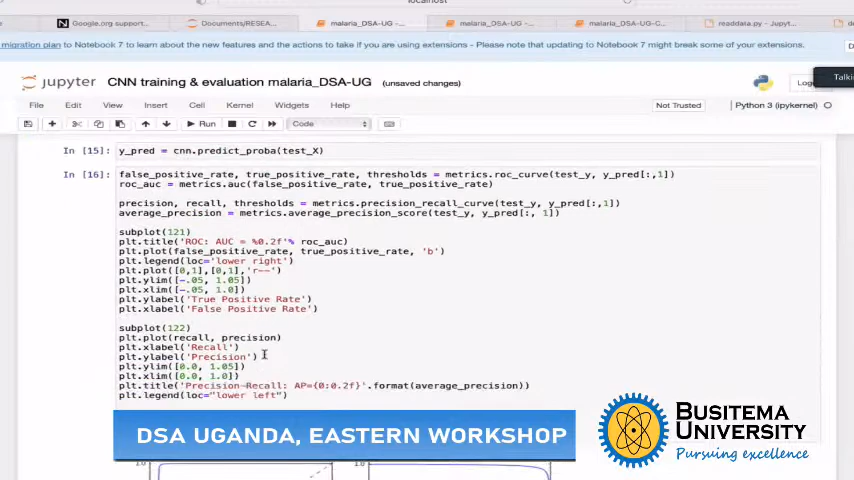 localhost
Google.org support...
Documents/RESEA...
malaria_DSA-UG -...
malaria_DSA-UG -...
malaria_DSA-UG-C...
readdata.py - Jupyt...
migration plan to Notebook 7 to learn about the new features and the actions to take if you are using extensions - Please note that updating to Notebook 7 might break some of your extensions.
jupyter CNN training & evaluation malaria_DSA-UG (unsaved changes)
Talki
File Edit View Insert Cell Kernel Widgets Help
Not Trusted
Python 3 (ipykernel)
Run
Code
In [15]: y_pred = cnn.predict_proba(test_X)
In [16]: false_positive_rate, true_positive_rate, thresholds = metrics.roc_curve(test_y, y_pred[:,1])
roc_auc = metrics.auc(false_positive_rate, true_positive_rate)
precision, recall, thresholds = metrics.precision_recall_curve(test_y, y_pred[:,1])
average_precision = metrics.average_precision_score(test_y, y_pred[:, 1])
subplot(121)
plt.title('ROC: AUC = %0.2f'% roc_auc)
plt.plot(false_positive_rate, true_positive_rate, 'b')
plt.legend(loc='lower right')
plt.plot([0,1],[0,1],'r--')
plt.xlim([-.05, 1.05])
plt.xlim([-.05, 1.0])
plt.ylabel('True Positive Rate')
plt.xlabel('False Positive Rate')
subplot(122)
plt.plot(recall, precision)
plt.xlabel('Recall')
plt.ylabel('Precision')
plt.ylim([0.0, 1.05])
plt.xlim([0.0, 1.0])
plt.title('Precision-Recall: AP={0:0.2f}'.format(average_precision))
plt.legend(loc="lower left")
DSA UGANDA, EASTERN WORKSHOP
BUSITEMA
UNIVERSITY
Pursuing excellence
1.0
1.0